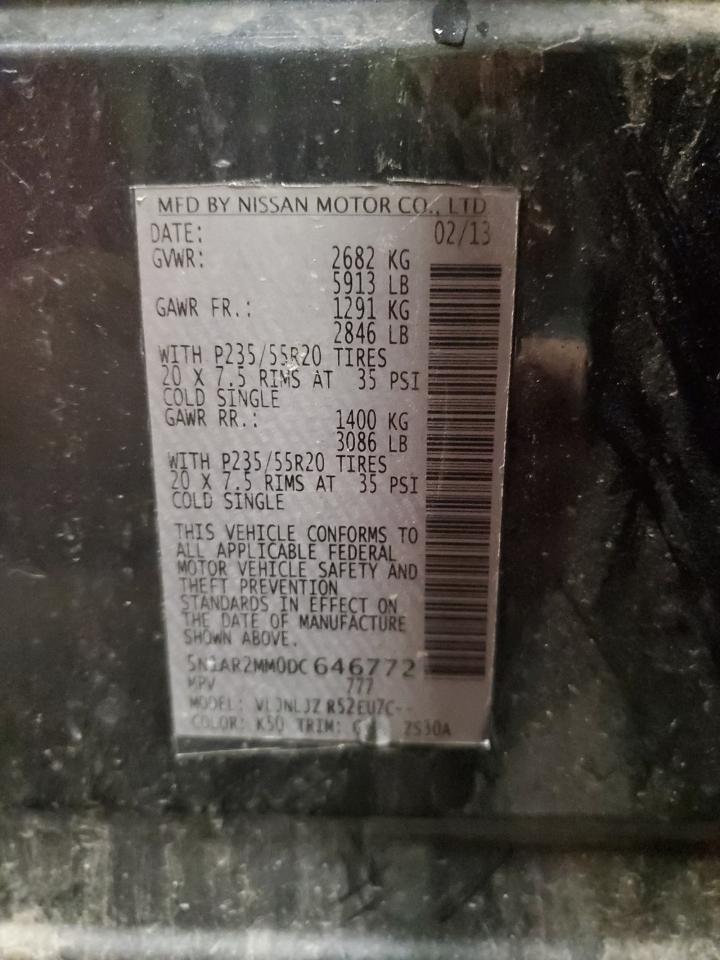 MFD BY NISSAN MOTOR CO., LTD
DATE: 02/13
GVWR: 2682 KG
5913 LB
GAWR FR.: 1291 KG
2846 LB
WITH P235/55R20 TIRES
20 X 7.5 RIMS AT 35 PSI
COLD SINGLE
GAWR RR.: 1400 KG
3086 LB
WITH P235/55R20 TIRES
20 X 7.5 RIMS AT 35 PSI
COLD SINGLE
THIS VEHICLE CONFORMS TO
ALL APPLICABLE FEDERAL
MOTOR VEHICLE SAFETY AND
THEFT PREVENTION
STANDARDS IN EFFECT ON
THE DATE OF MANUFACTURE
SHOWN ABOVE.
5N1AR2MM0DC646772
MPV 777
MODEL:
COLOR: K50 TRIM: